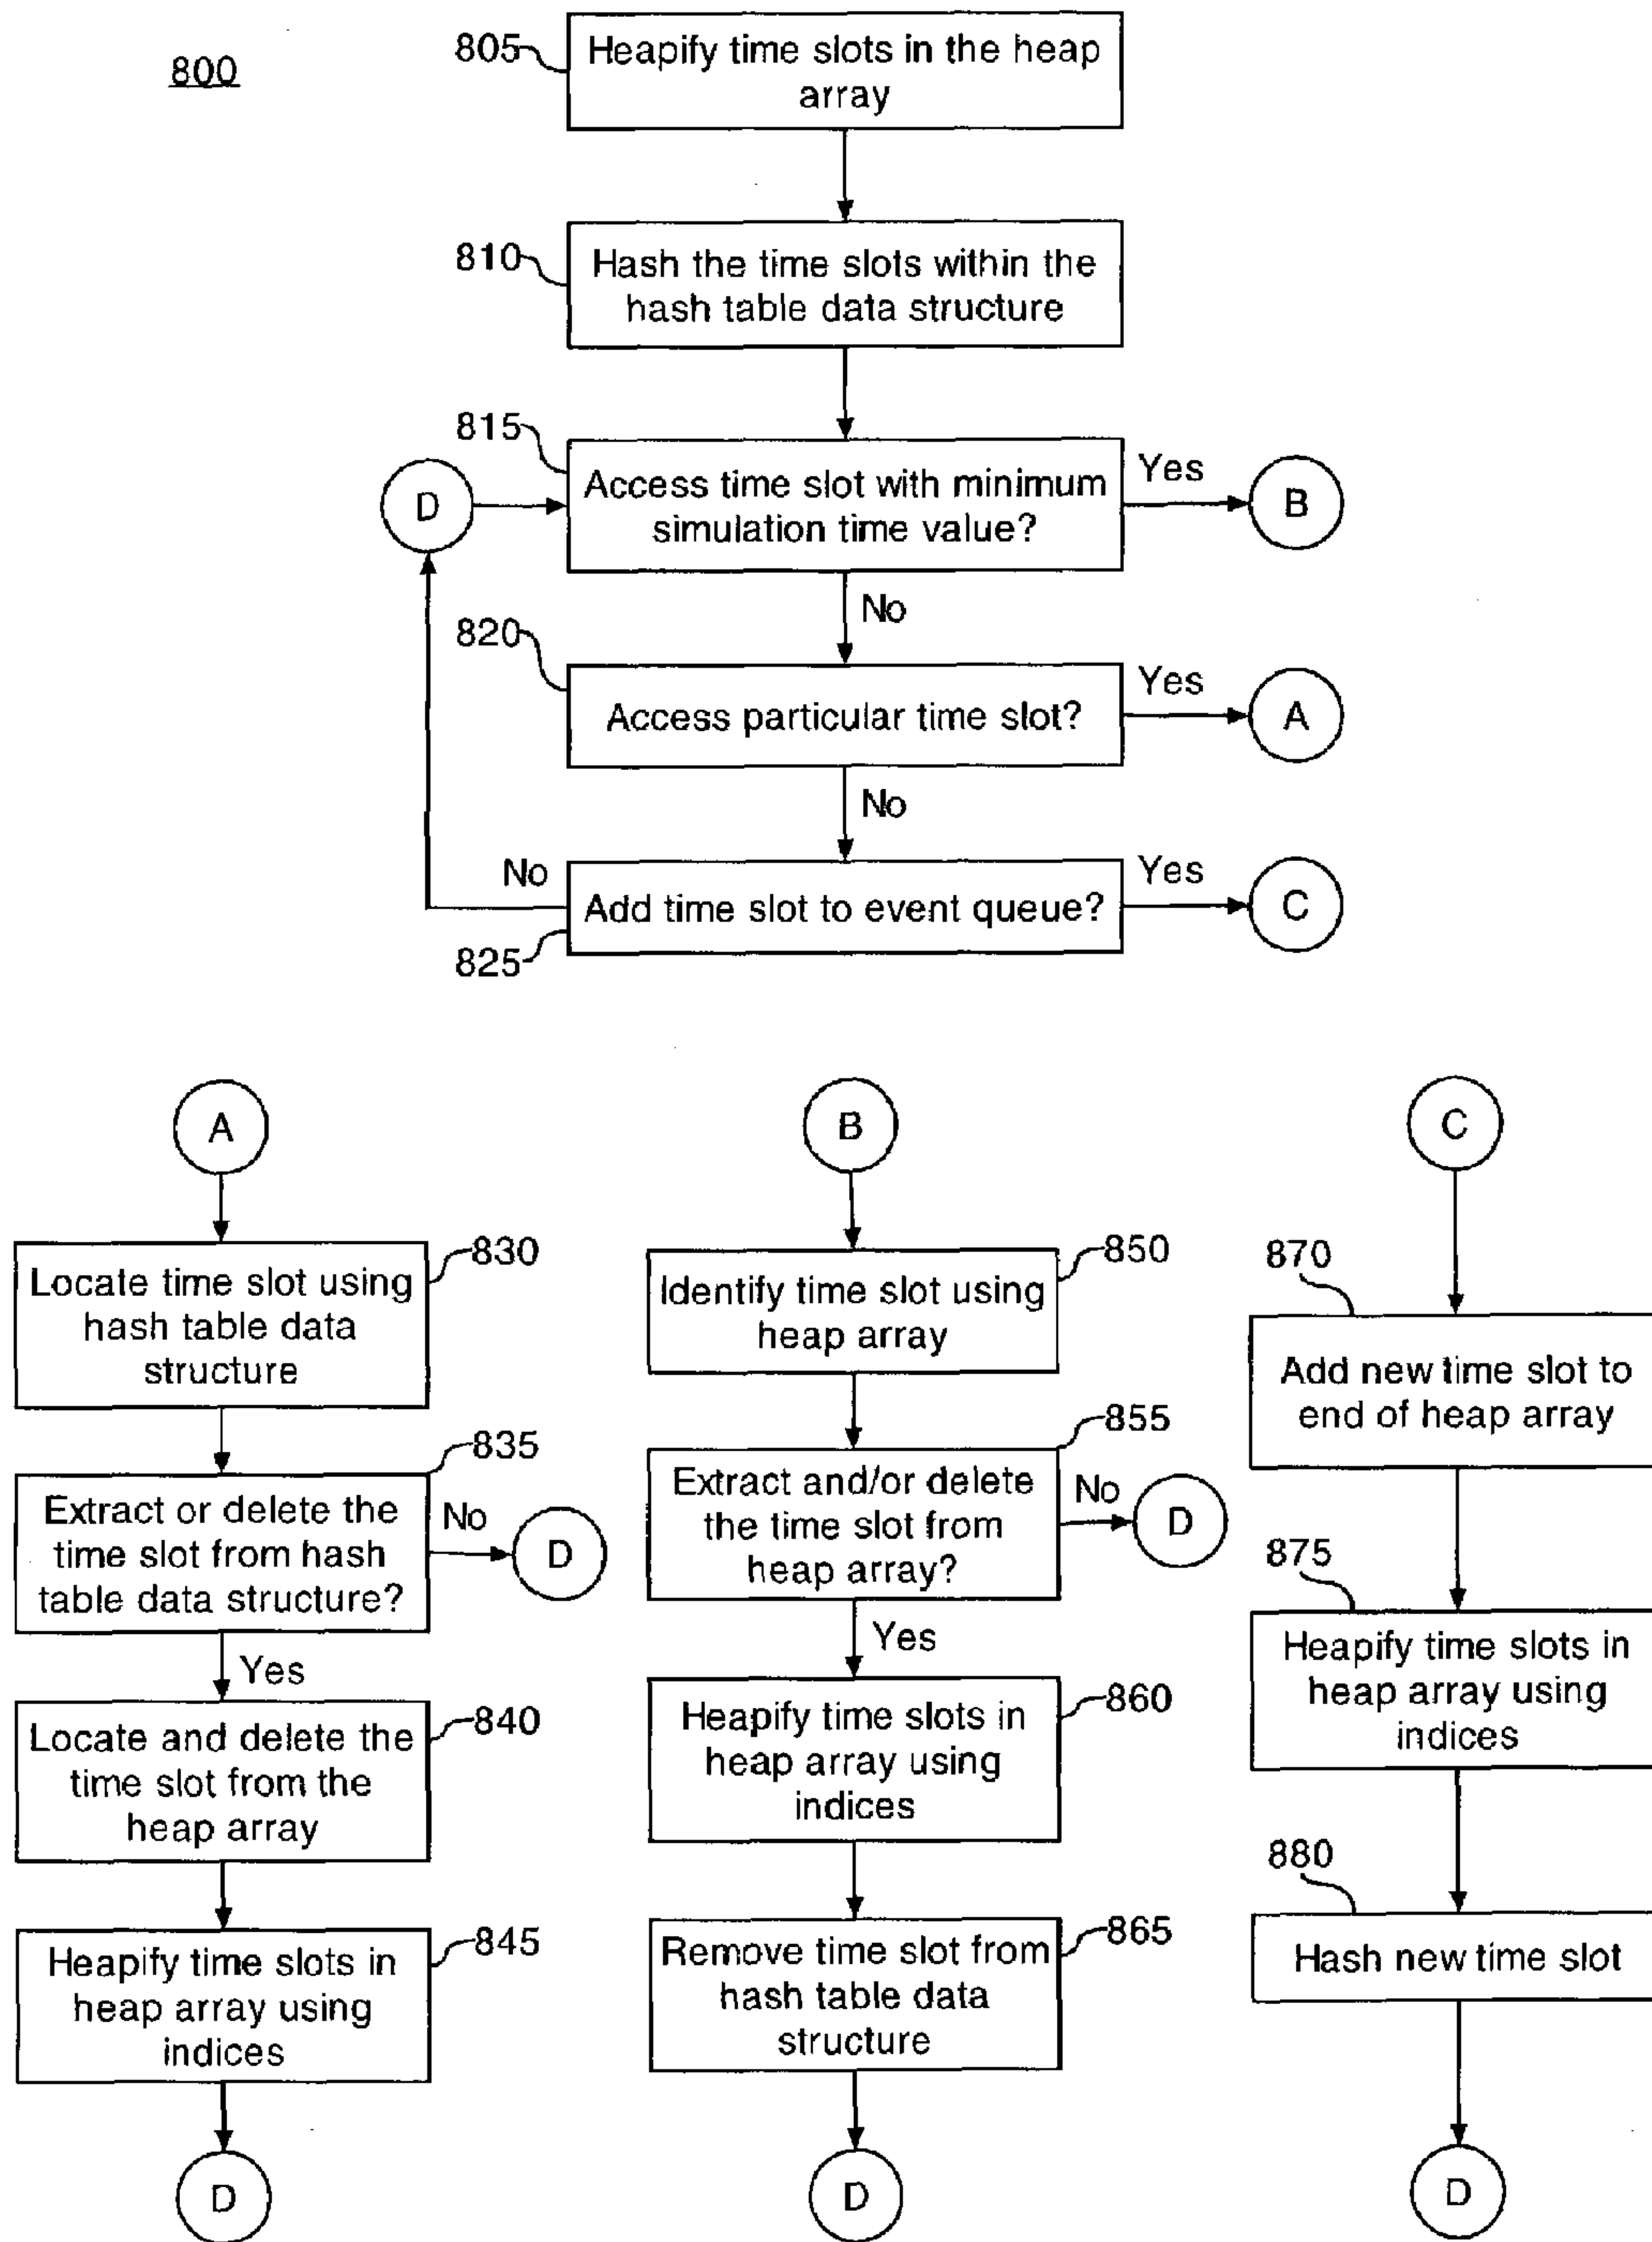 800
805
Heapify time slots in the heap
array
810
Hash the time slots within the
hash table data structure
815
D
Access time slot with minimum
simulation time value?
Yes
B
No
820
Access particular time slot?
Yes
A
No
No
Add time slot to event queue?
Yes
C
825
A
Locate time slot using
hash table data
structure
830
Extract or delete the
time slot from hash
table data structure?
835
No
D
Yes
Locate and delete the
time slot from the
heap array
840
Heapify time slots in
heap array using
indices
845
D
B
Identify time slot using
heap array
850
Extract and/or delete
the time slot from
heap array?
855
No
D
Yes
Heapify time slots in
heap array using
indices
860
Remove time slot from
hash table data
structure
865
D
C
870
Add new time slot to
end of heap array
875
Heapify time slots in
heap array using
indices
880
Hash new time slot
D